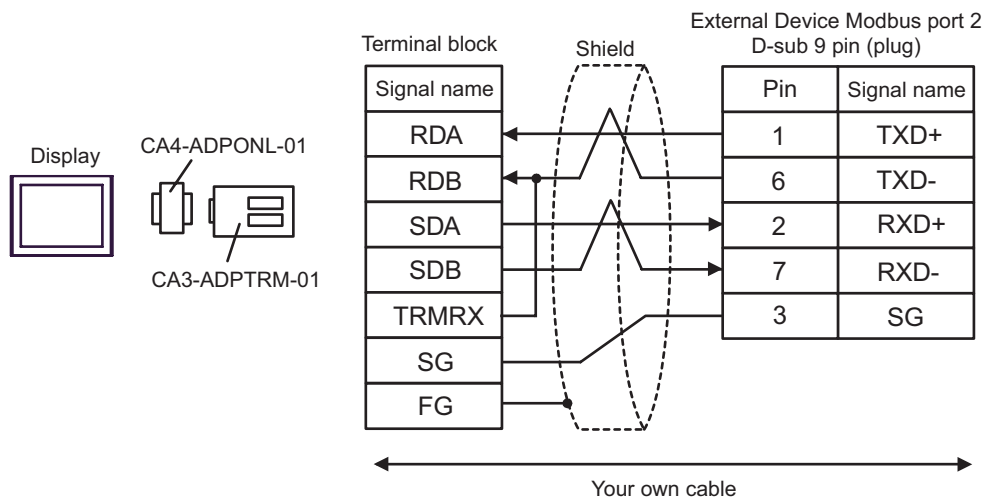 External Device Modbus port 2
D-sub 9 pin (plug)
Terminal block
Shield
Signal name
Pin
Signal name
RDA
1
TXD+
RDB
6
TXD-
SDA
2
RXD+
SDB
7
RXD-
TRMRX
3
SG
SG
FG
Display
CA4-ADPONL-01
CA3-ADPTRM-01
Your own cable